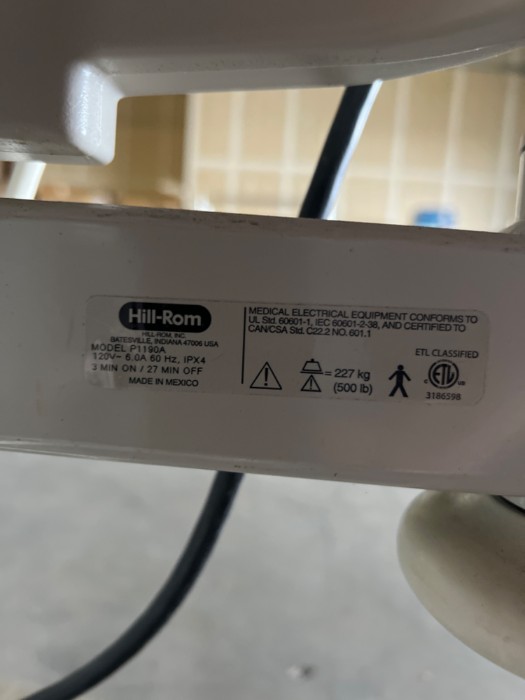 Hill-Rom
HILL-ROM, INC.
GATESVILLE, INDIANA 47006 USA
MODEL P1190A
120V~ 6.0A 60 Hz, IPX4
3 MIN ON / 27 MIN OFF
MADE IN MEXICO
MEDICAL ELECTRICAL EQUIPMENT CONFORMS TO
UL Std. 60601-1, IEC 60601-2-38, AND CERTIFIED TO
CAN/CSA Std. C22.2 NO. 601.1
= 227 kg
(500 lb)
ETL CLASSIFIED
ETL
3186598